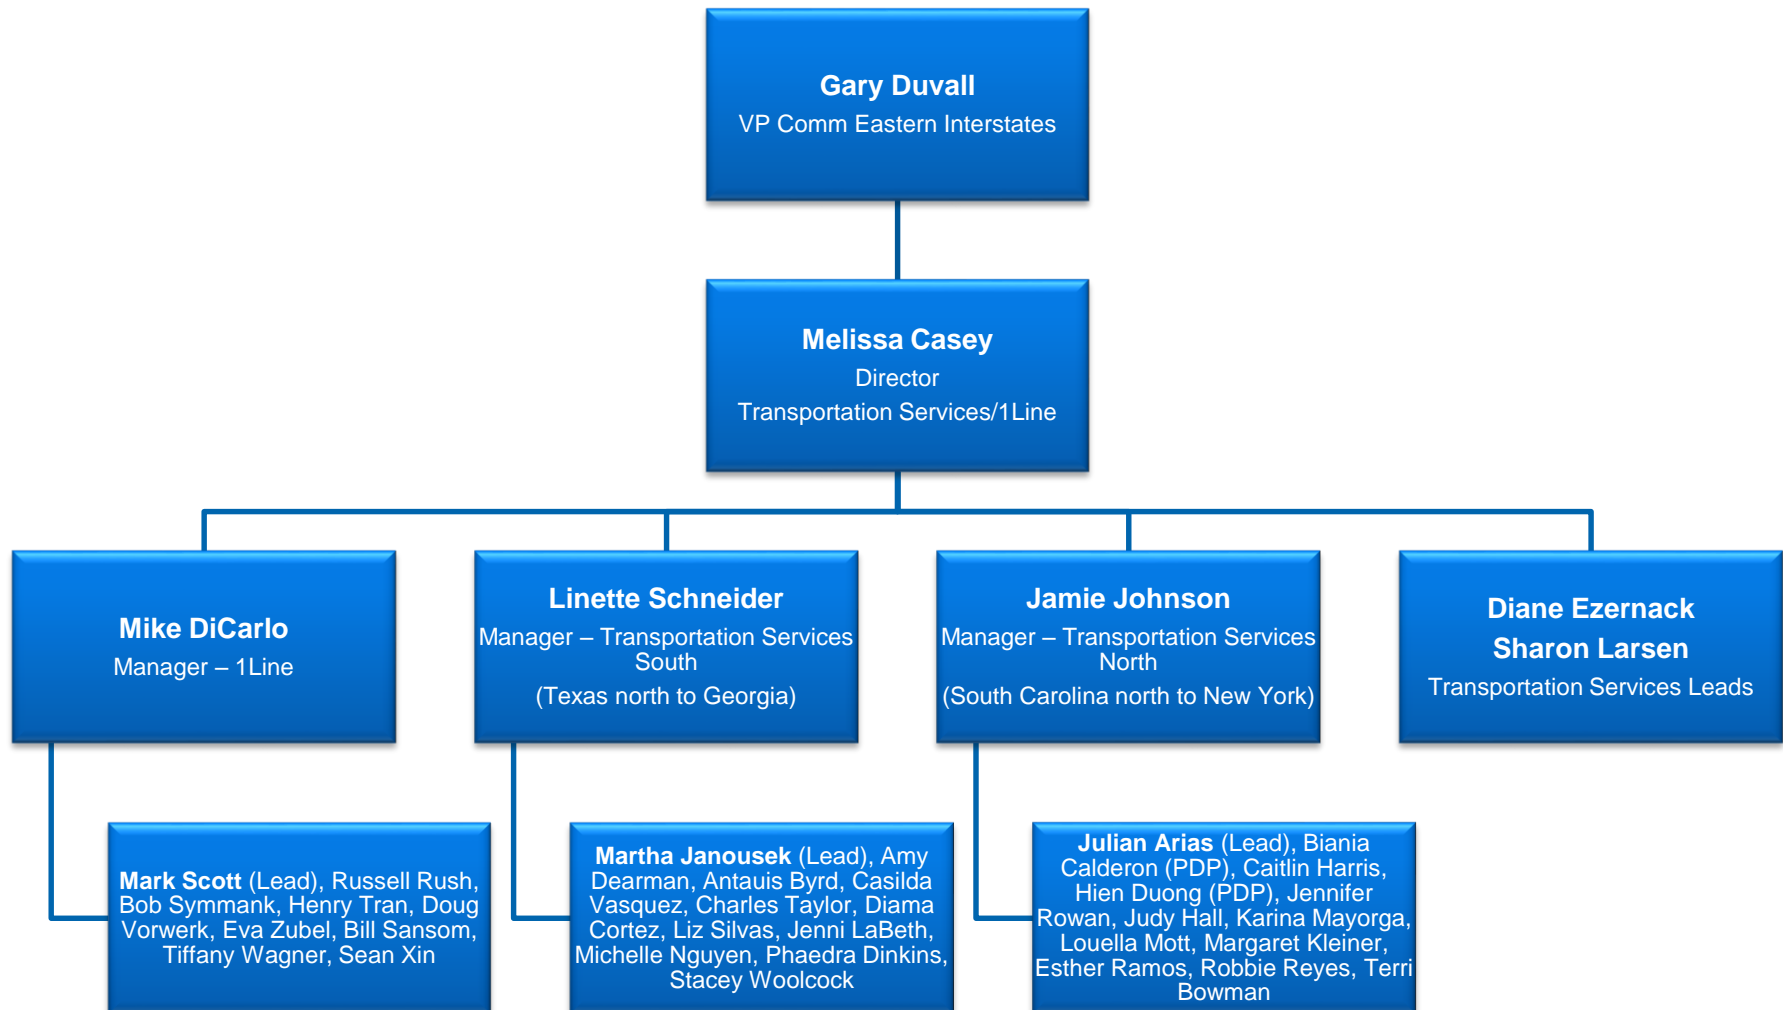 Gary Duvall
VP Comm Eastern Interstates
Melissa Casey
Director
Transportation Services/1Line
Mike DiCarlo
Manager – 1Line
Linette Schneider
Manager – Transportation Services
South
(Texas north to Georgia)
Jamie Johnson
Manager – Transportation Services
North
(South Carolina north to New York)
Diane Ezernack
Sharon Larsen
Transportation Services Leads
Mark Scott (Lead), Russell Rush,
Bob Symmank, Henry Tran, Doug
Vorwerk, Eva Zubel, Bill Sansom,
Tiffany Wagner, Sean Xin
Martha Janousek (Lead), Amy
Dearman, Antauis Byrd, Casilda
Vasquez, Charles Taylor, Diama
Cortez, Liz Silvas, Jenni LaBeth,
Michelle Nguyen, Phaedra Dinkins,
Stacey Woolcock
Julian Arias (Lead), Biania
Calderon (PDP), Caitlin Harris,
Hien Duong (PDP), Jennifer
Rowan, Judy Hall, Karina Mayorga,
Louella Mott, Margaret Kleiner,
Esther Ramos, Robbie Reyes, Terri
Bowman